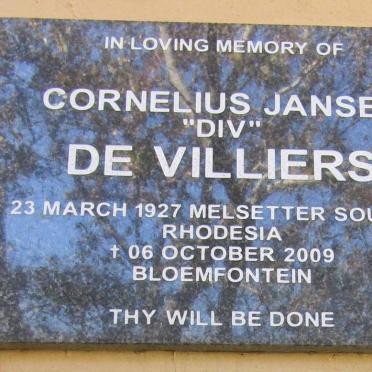 IN LOVING MEMORY OF
CORNELIUS JANSE
"DIV"
DE VILLIERS
23 MARCH 1927 MELSETTER SOU
RHODESIA
† 06 OCTOBER 2009
BLOEMFONTEIN
THY WILL BE DONE